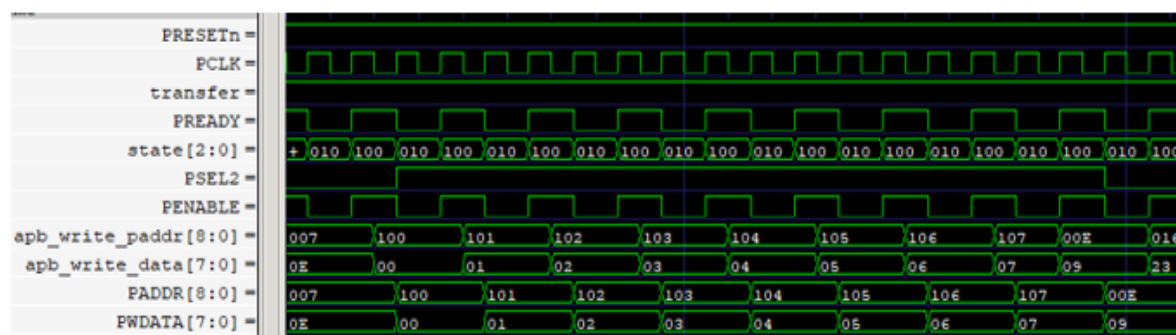 PRESETn
PCLK
transfer
PREADY
state[2:0] + 010 100 010 100 010 100 010 100 010 100 010 100 010 100 010 100 010 100 010 100
PSEL2
PENABLE
apb_write_paddr[8:0] 007 100 101 102 103 104 105 106 107 00E 016
apb_write_data[7:0] 0E 00 01 02 03 04 05 06 07 09 23
PADDR[8:0] 007 100 101 102 103 104 105 106 107 00E
PWDATA[7:0] 0E 00 01 02 03 04 05 06 07 09